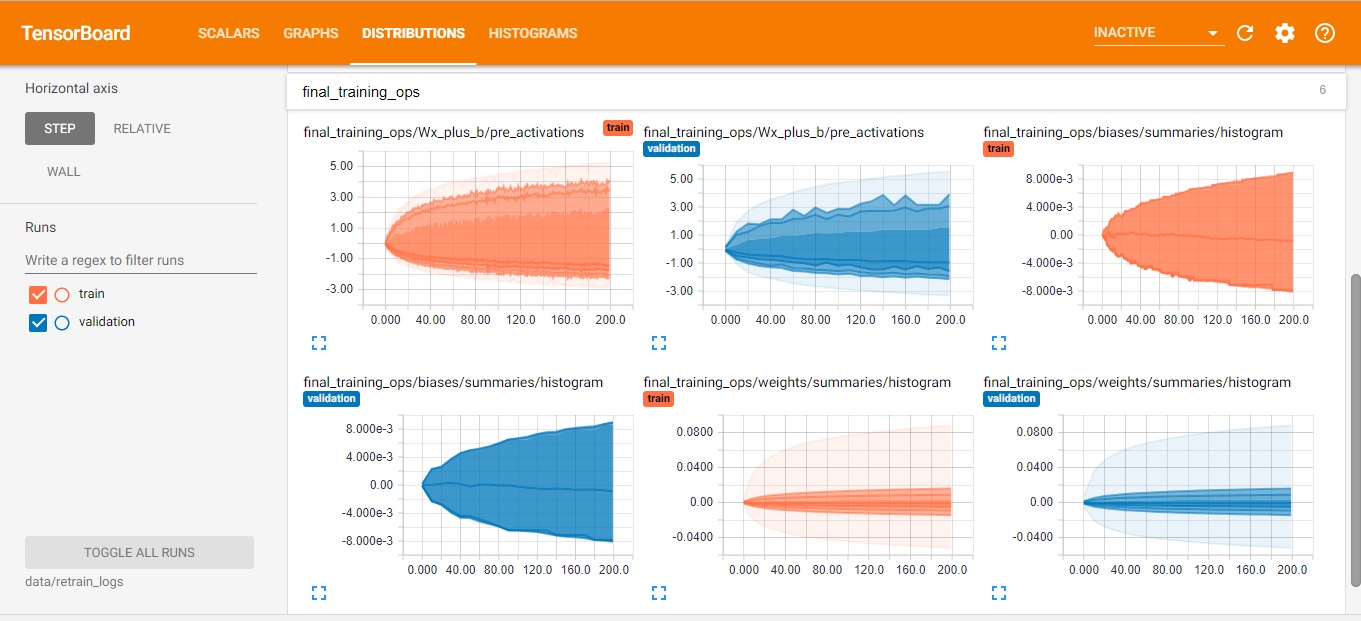 TensorBoard SCALARS GRAPHS DISTRIBUTIONS HISTOGRAMS INACTIVE
Horizontal axis
STEP RELATIVE
WALL
Runs
Write a regex to filter runs
train
validation
TOGGLE ALL RUNS
data/retrain_logs
final_training_ops 6
final_training_ops/Wx_plus_b/pre_activations train
5.00
3.00
1.00
-1.00
-3.00
0.000 40.00 80.00 120.0 160.0 200.0
final_training_ops/Wx_plus_b/pre_activations
validation
5.00
3.00
1.00
-1.00
-3.00
0.000 40.00 80.00 120.0 160.0 200.0
final_training_ops/biases/summaries/histogram
train
8.000e-3
4.000e-3
0.00
-4.000e-3
-8.000e-3
0.000 40.00 80.00 120.0 160.0 200.0
final_training_ops/biases/summaries/histogram
validation
8.000e-3
4.000e-3
0.00
-4.000e-3
-8.000e-3
0.000 40.00 80.00 120.0 160.0 200.0
final_training_ops/weights/summaries/histogram
train
0.0800
0.0400
0.00
-0.0400
0.000 40.00 80.00 120.0 160.0 200.0
final_training_ops/weights/summaries/histogram
validation
0.0800
0.0400
0.00
-0.0400
0.000 40.00 80.00 120.0 160.0 200.0